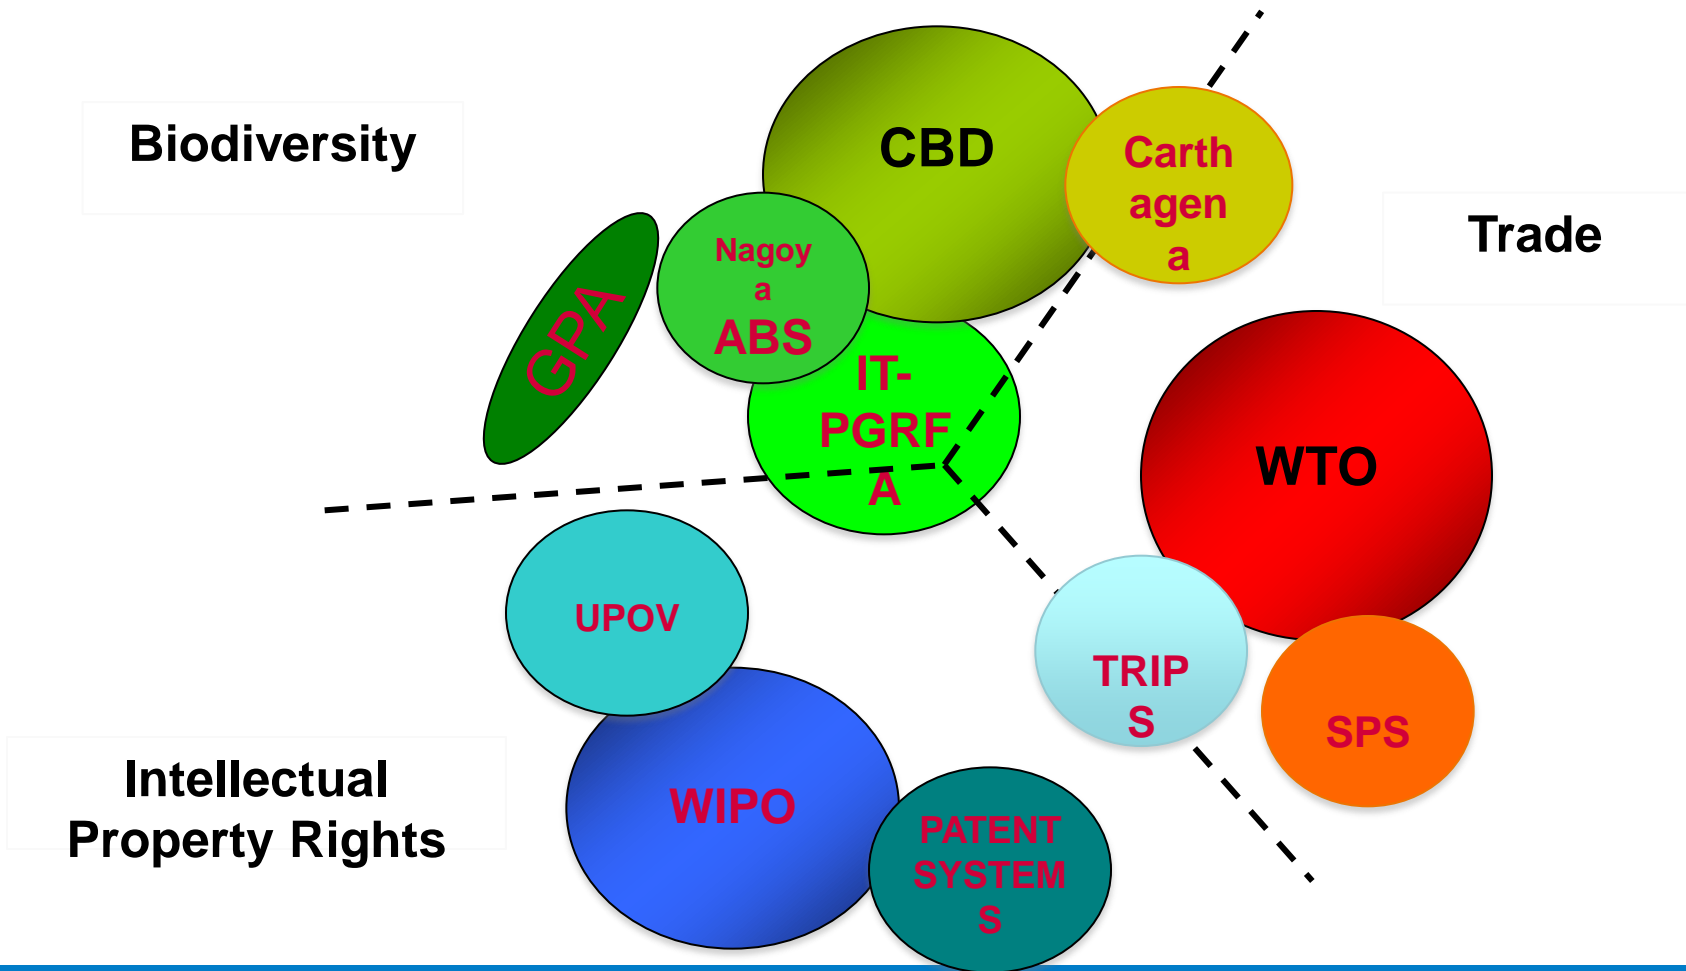 Biodiversity
CBD
Carth
agen
a
Trade
Nagoy
a
ABS
GPA
IT-
PGRF
A
WTO
UPOV
TRIP
S
SPS
Intellectual
Property Rights
WIPO
PATENT
SYSTEM
S